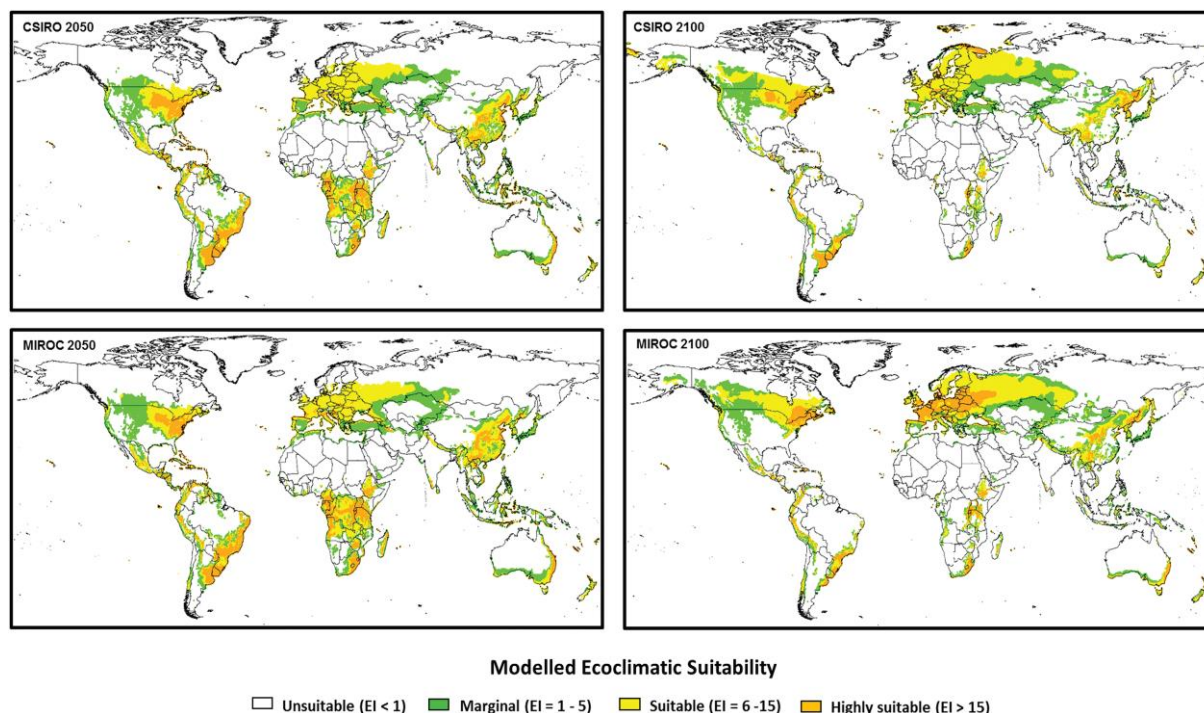 CSIRO 2050
CSIRO 2100
MIROC 2050
MIROC 2100
Modelled Ecoclimatic Suitability
Unsuitable (EI < 1) Marginal (EI = 1 - 5) Suitable (EI = 6 -15) Highly suitable (EI > 15)